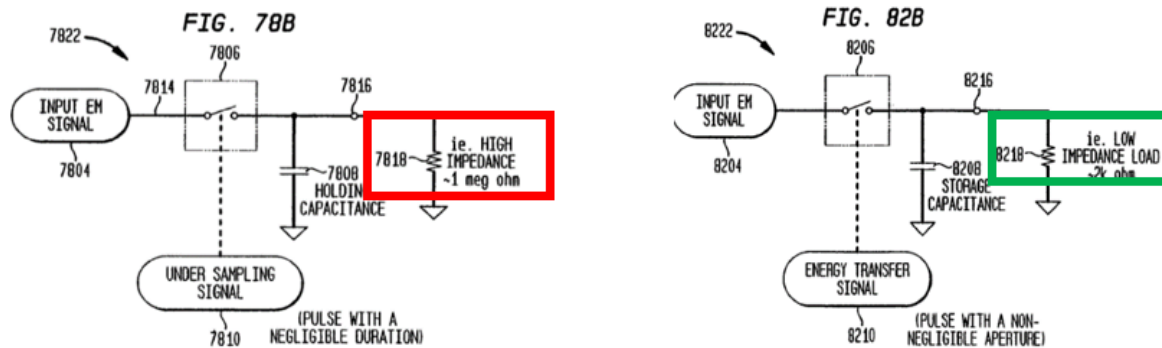 FIG. 78B
7822
7806
7814
7816
INPUT EM
SIGNAL
7804
7818
ie. HIGH
IMPEDANCE
~1 meg ohm
7808
HOLDING
CAPACITANCE
UNDER SAMPLING
SIGNAL
7810
(PULSE WITH A
NEGLIGIBLE DURATION)
FIG. 82B
8222
8206
8216
INPUT EM
SIGNAL
8204
8218
ie. LOW
IMPEDANCE LOAD
~2k ohm
8208
STORAGE
CAPACITANCE
ENERGY TRANSFER
SIGNAL
8210
(PULSE WITH A NON-
NEGLIGIBLE APERTURE)